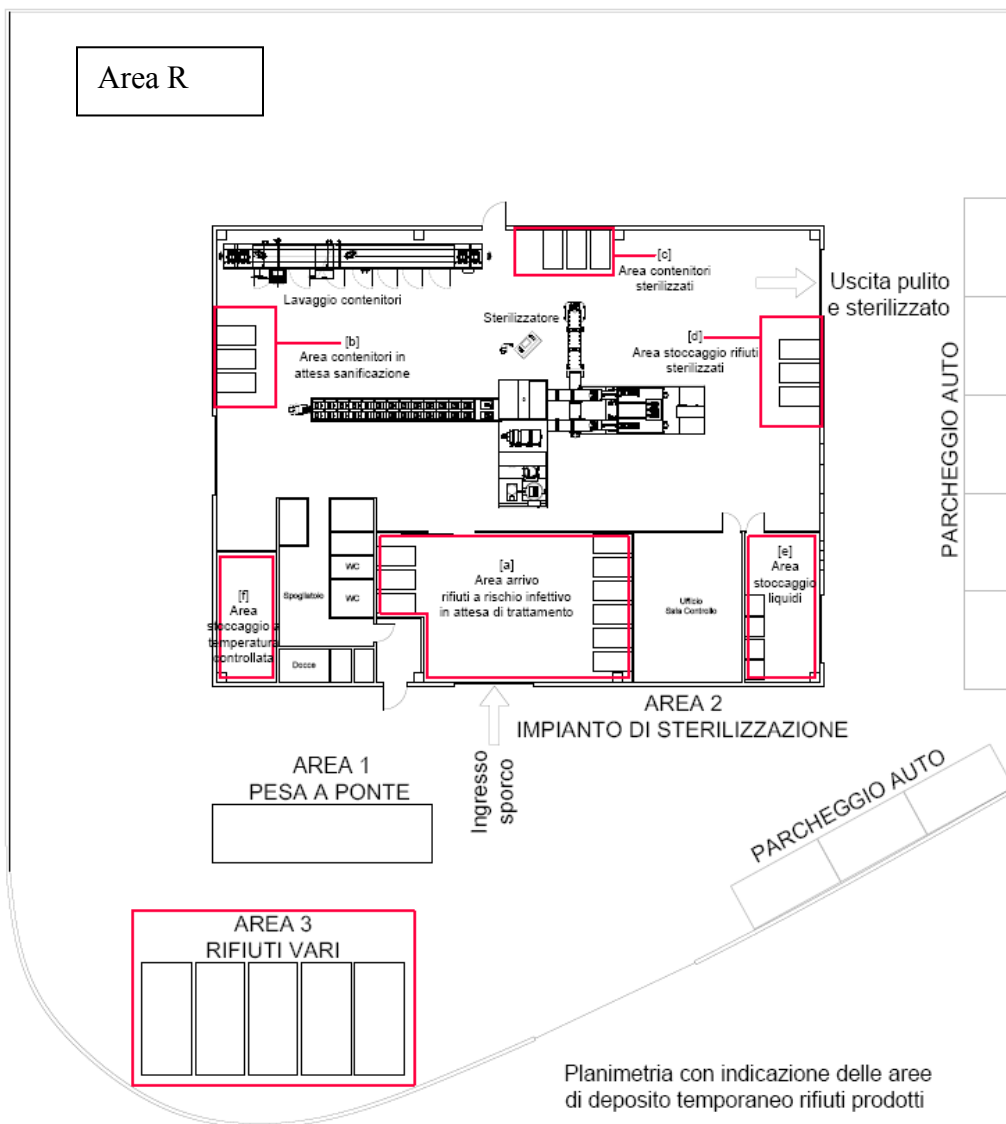 Area R
[c]
Area contenitori
sterilizzati
Uscita pulito
e sterilizzato
Lavaggio contenitori
Sterilizzatore
[b]
Area contenitori in
attesa sanificazione
[d]
Area stoccaggio rifiuti
sterilizzati
PARCHEGGIO AUTO
[a]
Area arrivo
rifiuti a rischio infettivo
in attesa di trattamento
[e]
Area
stoccaggio
liquidi
WC
WC
Spogliatoio
Ufficio
Sala Controllo
[f]
Area
stoccaggio a
temperatura
controllata
Docce
AREA 2
IMPIANTO DI STERILIZZAZIONE
Ingresso
sporco
AREA 1
PESA A PONTE
PARCHEGGIO AUTO
AREA 3
RIFIUTI VARI
Planimetria con indicazione delle aree
di deposito temporaneo rifiuti prodotti